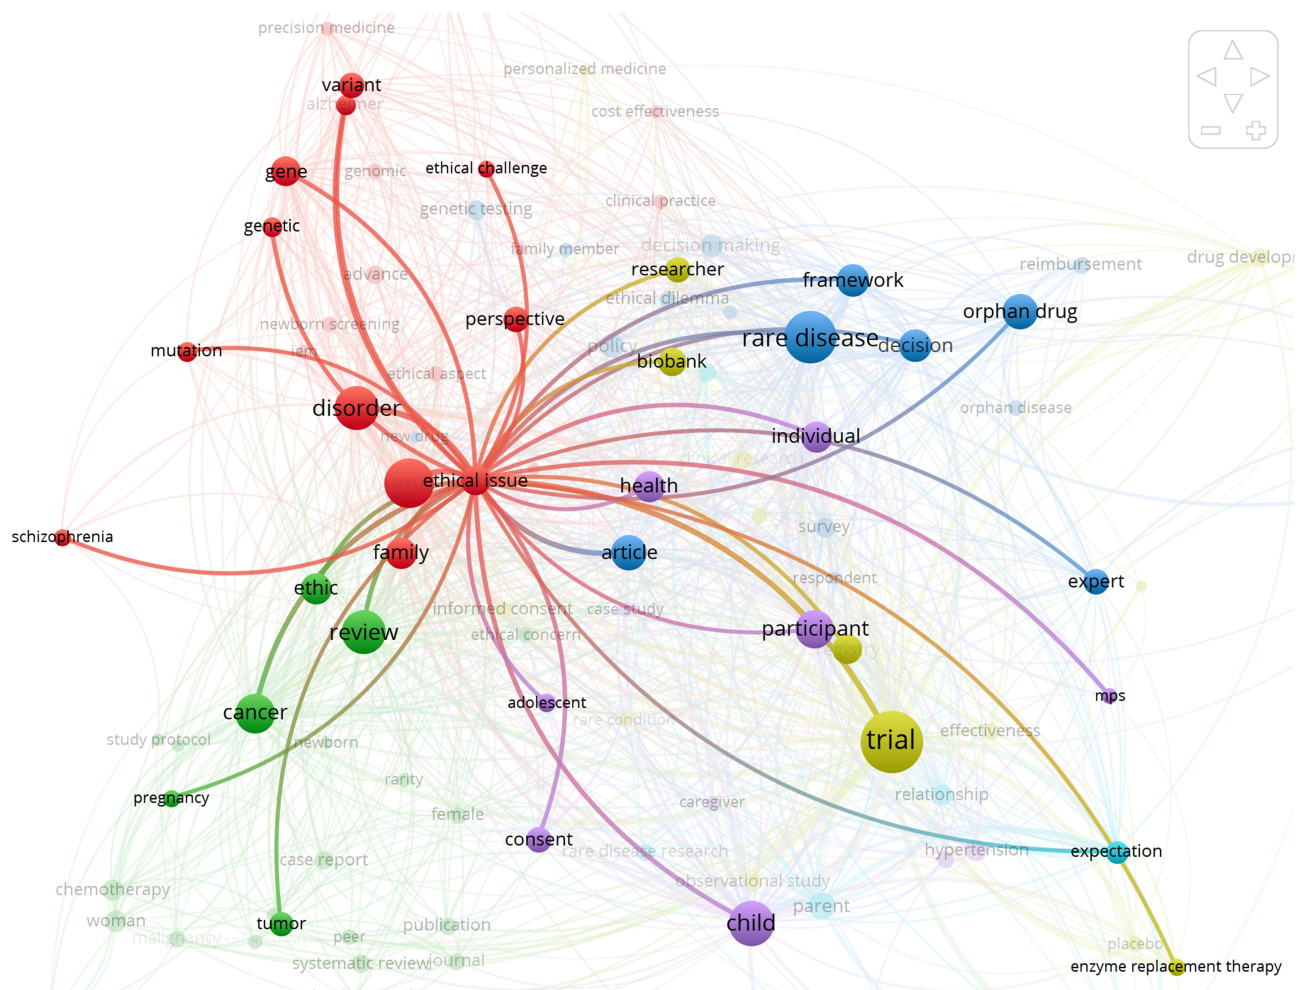 precision medicine
personalized medicine
variant
alzheimer
cost effectiveness
ethical challenge
gene
genomic
clinical practice
genetic testing
genetic
family member
decision making
drug develop
reimbursement
researcher
advance
framework
ethical dilemma
orphan drug
perspective
newborn screening
rare disease
decision
policy
mutation
iem
biobank
ethical aspect
disorder
orphan disease
new drug
individual
clinical research
ethical issue
health
survey
schizophrenia
family
article
respondent
expert
ethic
informed consent
case study
review
ethical concern
participant
registry
mps
adolescent
cancer
rare condition
effectiveness
study protocol
newborn
trial
rarity
relationship
pregnancy
caregiver
female
consent
rare disease research
hypertension
expectation
case report
observational study
chemotherapy
parent
woman
tumor
publication
child
malignancy
peer
placebo
systematic review
journal
enzyme replacement therapy